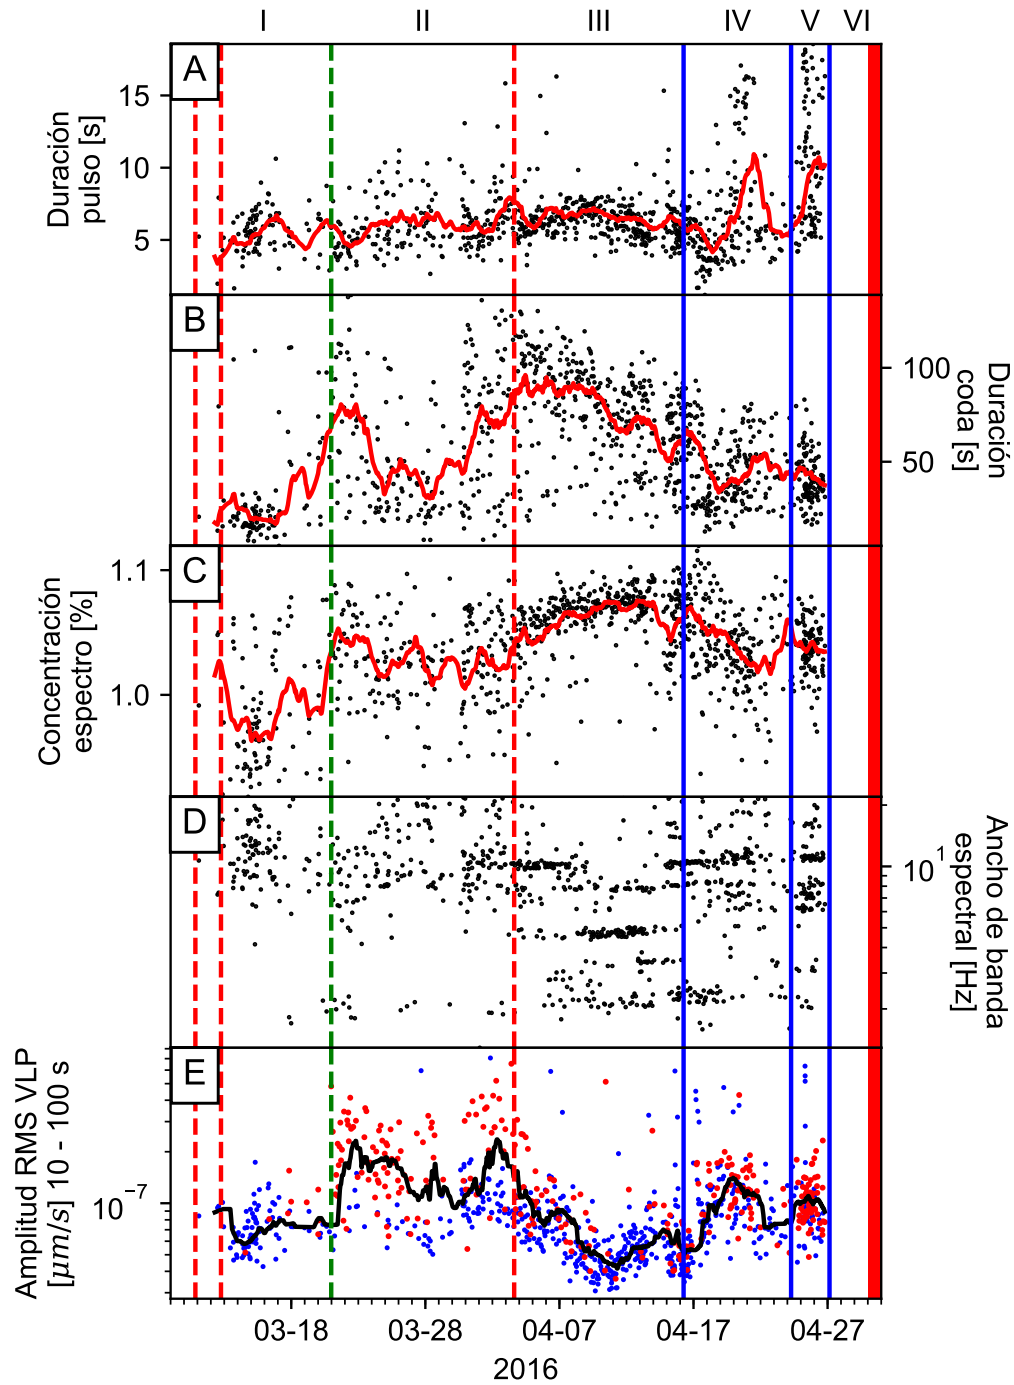 I II III IV V VI
A
15
10
5
Duración
pulso [s]
B
100
50
Duración
coda [s]
C
1.1
1.0
Concentración
espectro [%]
D
10¹
Ancho de banda
espectral [Hz]
E
10⁻⁷
Amplitud RMS VLP
[μm/s] 10 - 100 s
03-18 03-28 04-07 04-17 04-27
2016